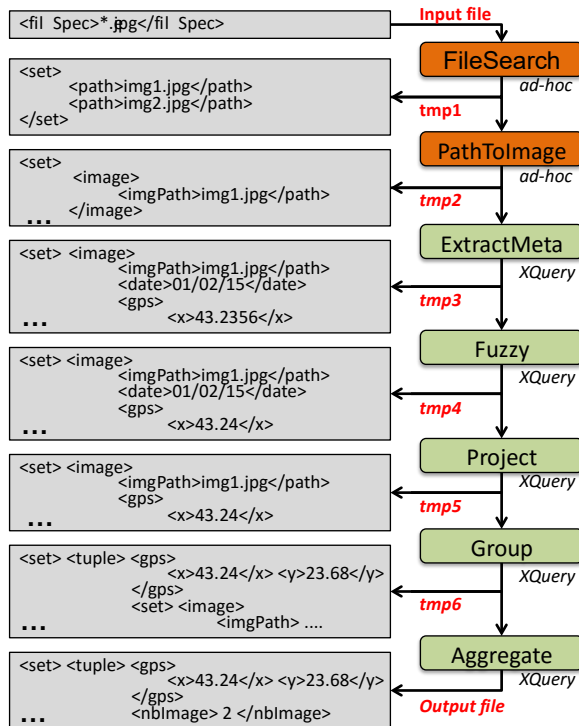 <fil Spec>*.jpg</fil Spec>
Input file
FileSearch
ad-hoc
<set>
<path>img1.jpg</path>
<path>img2.jpg</path>
</set>
tmp1
PathToImage
ad-hoc
<set>
<image>
<imgPath>img1.jpg</path>
</image>
...
tmp2
ExtractMeta
XQuery
<set> <image>
<imgPath>img1.jpg</path>
<date>01/02/15</date>
<gps>
<x>43.2356</x>
...
tmp3
Fuzzy
XQuery
<set> <image>
<imgPath>img1.jpg</path>
<date>01/02/15</date>
<gps>
<x>43.24</x>
...
tmp4
Project
XQuery
<set> <image>
<imgPath>img1.jpg</path>
<gps>
<x>43.24</x>
...
tmp5
Group
XQuery
<set> <tuple> <gps>
<x>43.24</x> <y>23.68</y>
</gps>
<set> <image>
<imgPath> ....
...
tmp6
Aggregate
XQuery
<set> <tuple> <gps>
<x>43.24</x> <y>23.68</y>
</gps>
<nbImage> 2 </nbImage>
...
Output file